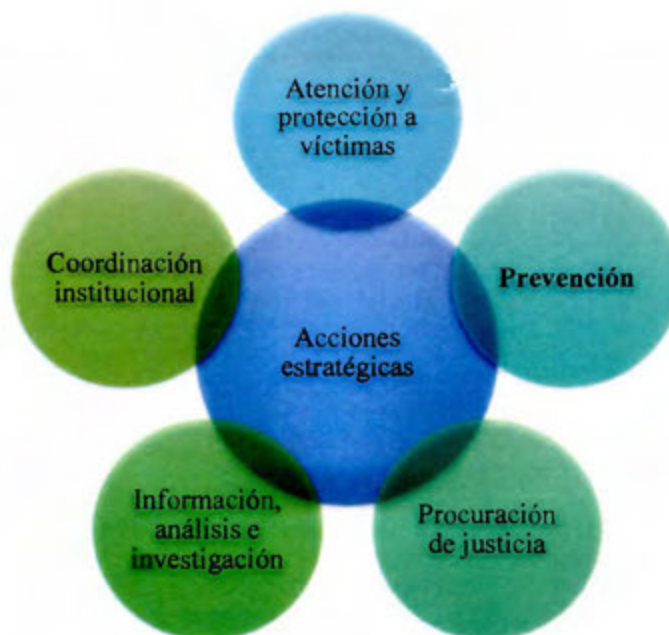 Atención y
protección a
víctimas
Coordinación
institucional
Prevención
Acciones
estratégicas
Información,
análisis e
investigación
Procuración
de justicia